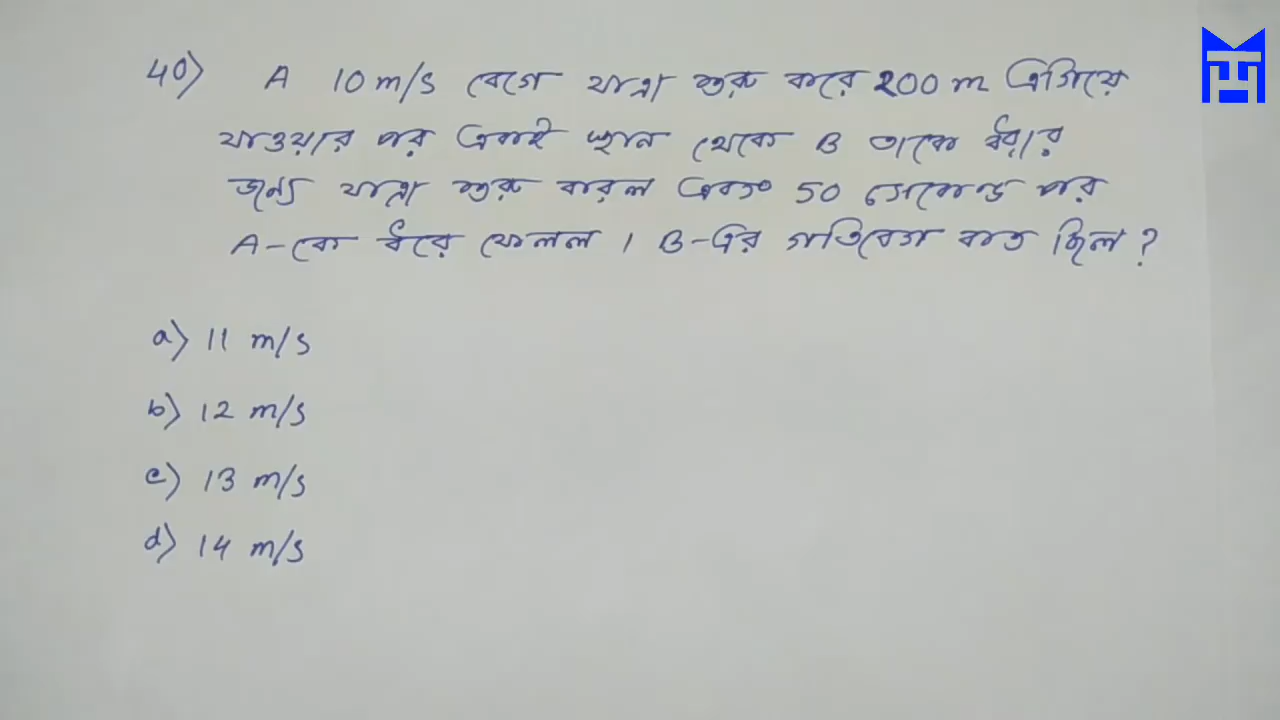 40) A 10 m/s বেগে যাত্রা শুরু করে 200 m এগিয়ে
যাওয়ার পর একই স্থান থেকে B তাকে ধরার
জন্য যাত্রা শুরু করল এবং 50 সেকেন্ড পর
A-কে ধরে ফেলল । B-এর গতিবেগ কত ছিল ?
a) 11 m/s
b) 12 m/s
c) 13 m/s
d) 14 m/s